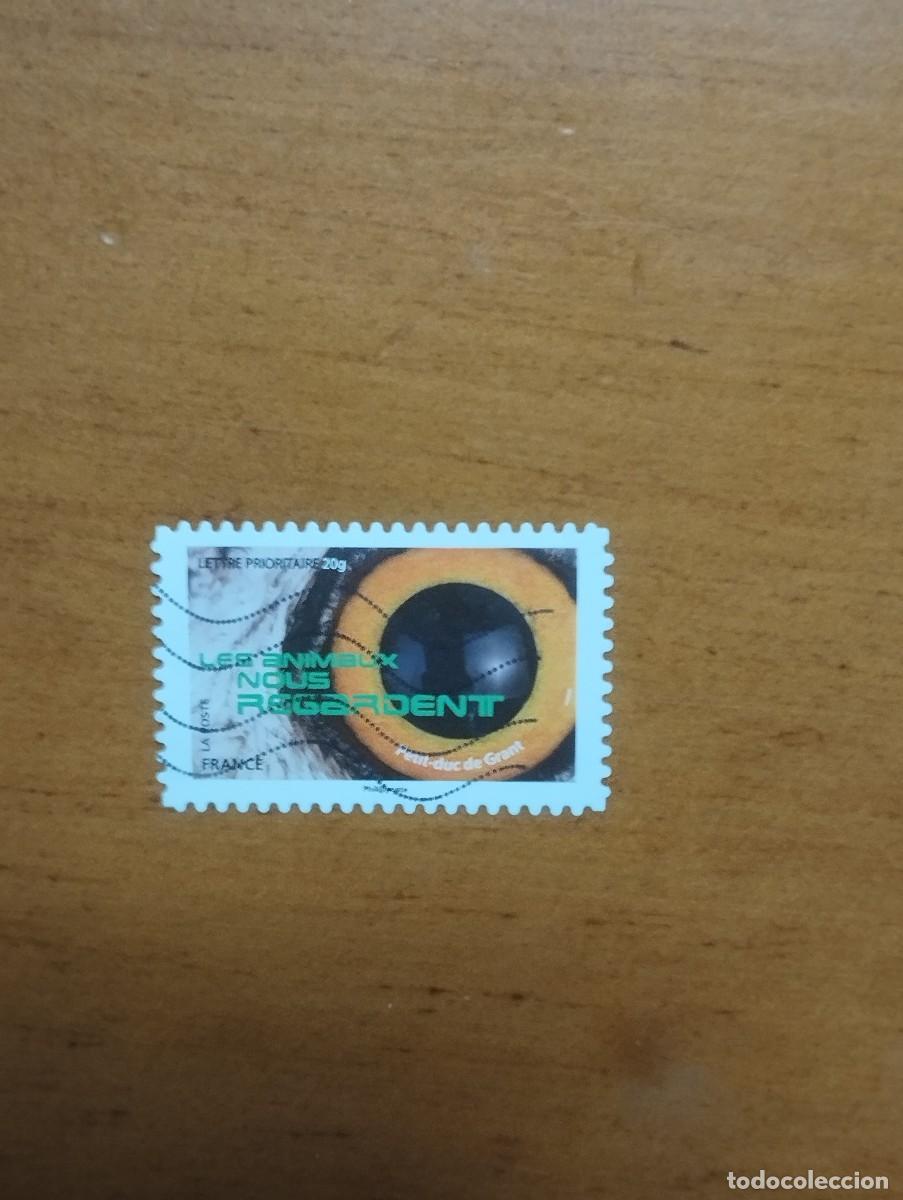 LETTRE PRIORITAIRE 20g
LES ANIMAUX
NOUS
REGARDENT
LA POSTE
FRANCE
Petit-duc de Grant
todocoleccion